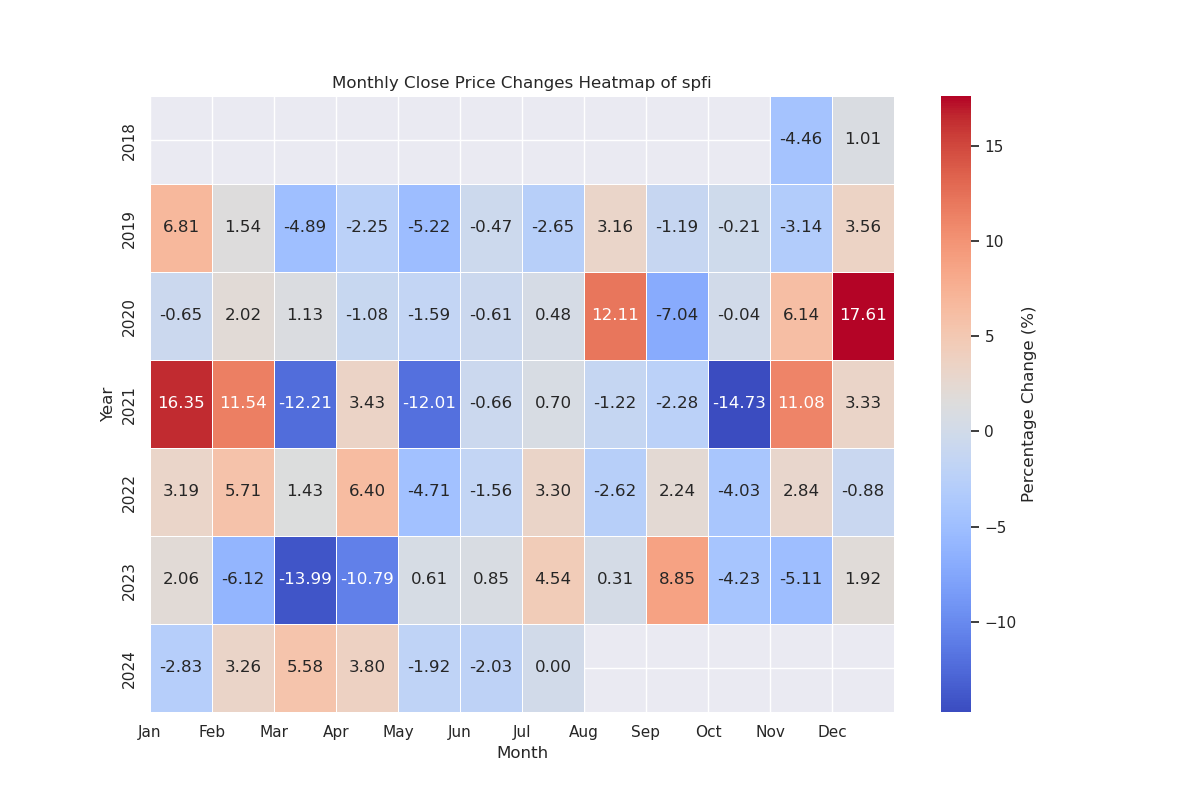 Monthly Close Price Changes Heatmap of spfi
2018 -4.46 1.01
2019 6.81 1.54 -4.89 -2.25 -5.22 -0.47 -2.65 3.16 -1.19 -0.21 -3.14 3.56
2020 -0.65 2.02 1.13 -1.08 -1.59 -0.61 0.48 12.11 -7.04 -0.04 6.14 17.61
2021 16.35 11.54 -12.21 3.43 -12.01 -0.66 0.70 -1.22 -2.28 -14.73 11.08 3.33
2022 3.19 5.71 1.43 6.40 -4.71 -1.56 3.30 -2.62 2.24 -4.03 2.84 -0.88
2023 2.06 -6.12 -13.99 -10.79 0.61 0.85 4.54 0.31 8.85 -4.23 -5.11 1.92
2024 -2.83 3.26 5.58 3.80 -1.92 -2.03 0.00
Year
Jan Feb Mar Apr May Jun Jul Aug Sep Oct Nov Dec
Month
15
10
5
0
−5
−10
Percentage Change (%)